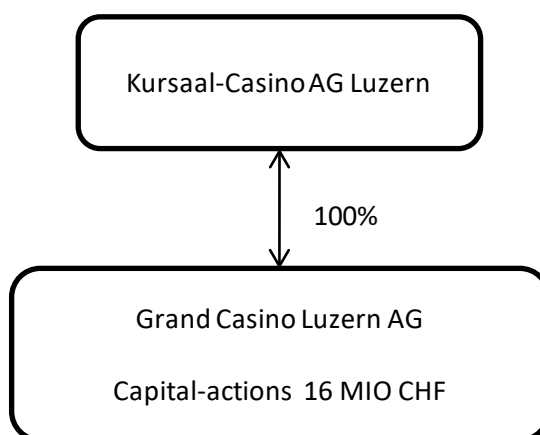 Kursaal-Casino AG Luzern
100%
Grand Casino Luzern AG
Capital-actions 16 MIO CHF